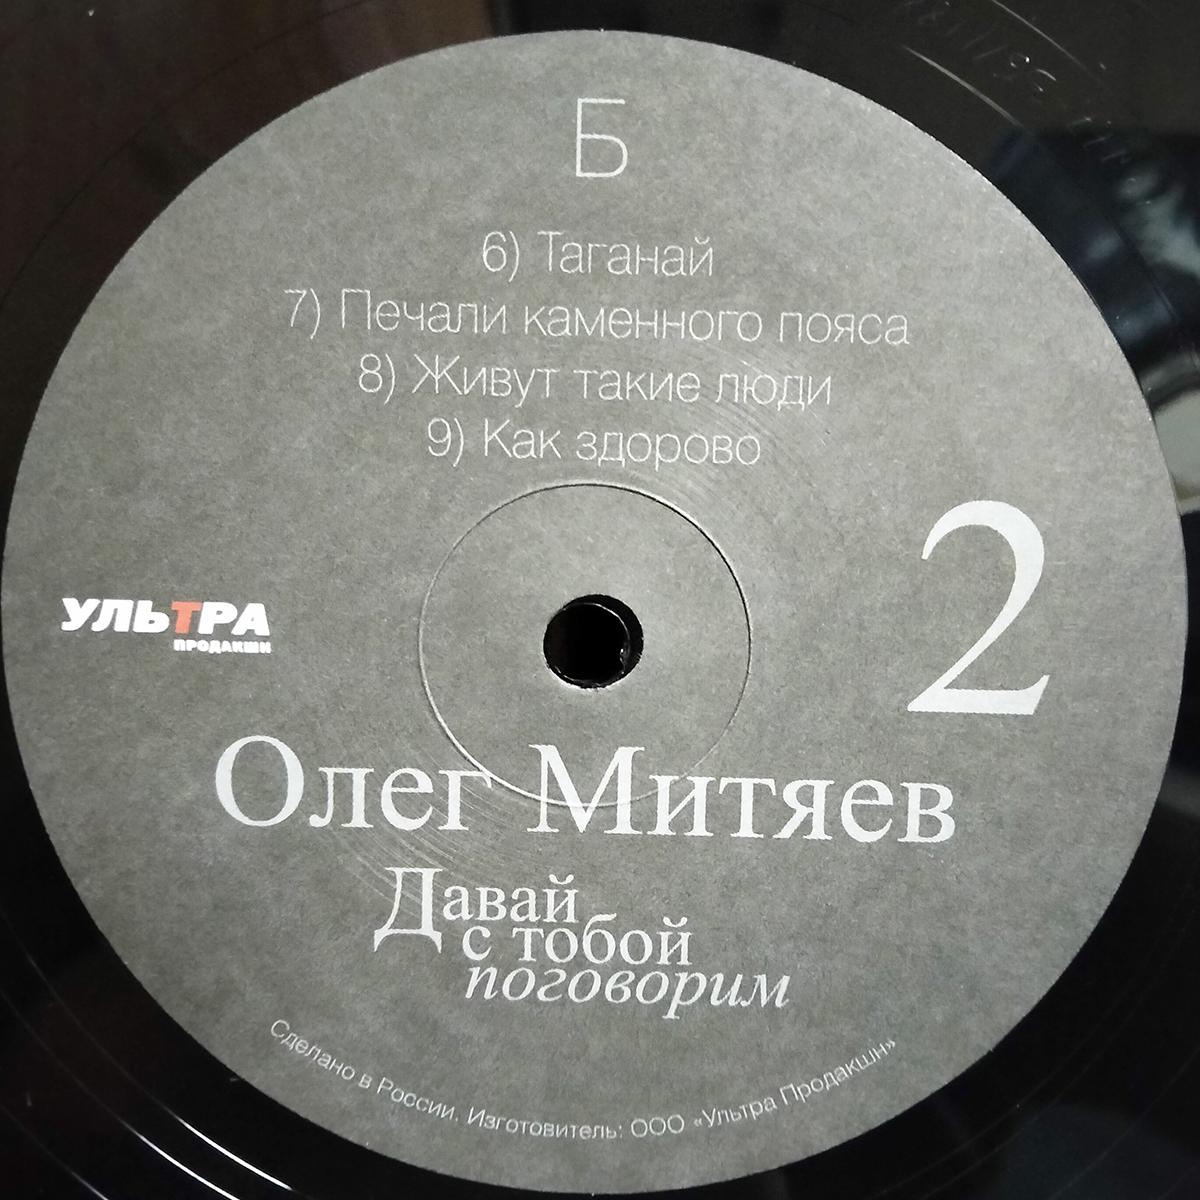 Б
6) Таганай
7) Печали каменного пояса
8) Живут такие люди
9) Как здорово
2
УЛЬТРА
ПРОДАКШН
Олег Митяев
Давай
с тобой
поговорим
Сделано в России. Изготовитель: ООО «Ультра Продакшн»